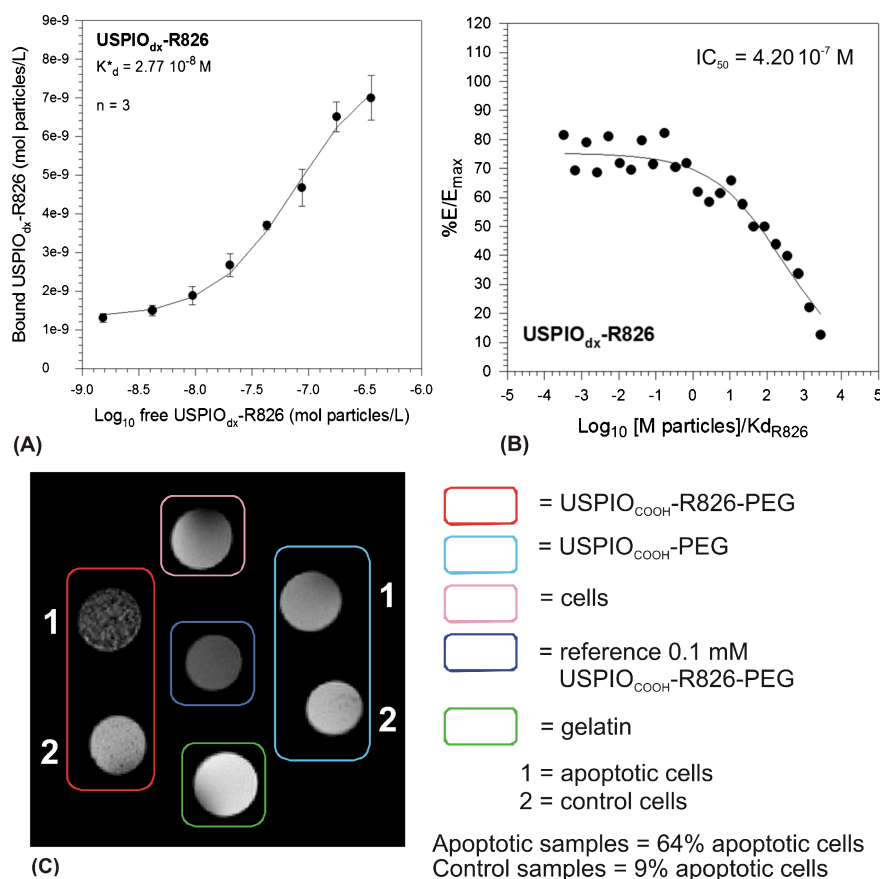 USPIOdx-R826
K*d = 2.77 10-8 M
n = 3
Bound USPIOdx-R826 (mol particles/L)
9e-9
8e-9
7e-9
6e-9
5e-9
4e-9
3e-9
2e-9
1e-9
0
-9.0 -8.5 -8.0 -7.5 -7.0 -6.5 -6.0
Log10 free USPIOdx-R826 (mol particles/L)
(A)
IC50 = 4.20 10-7 M
%E/Emax
120
110
100
90
80
70
60
50
40
30
20
10
0
USPIOdx-R826
-5 -4 -3 -2 -1 0 1 2 3 4 5
Log10 [M particles]/KdR826
(B)
1
2
1
2
(C)
= USPIOCOOH-R826-PEG
= USPIOCOOH-PEG
= cells
= reference 0.1 mM
USPIOCOOH-R826-PEG
= gelatin
1 = apoptotic cells
2 = control cells
Apoptotic samples = 64% apoptotic cells
Control samples = 9% apoptotic cells